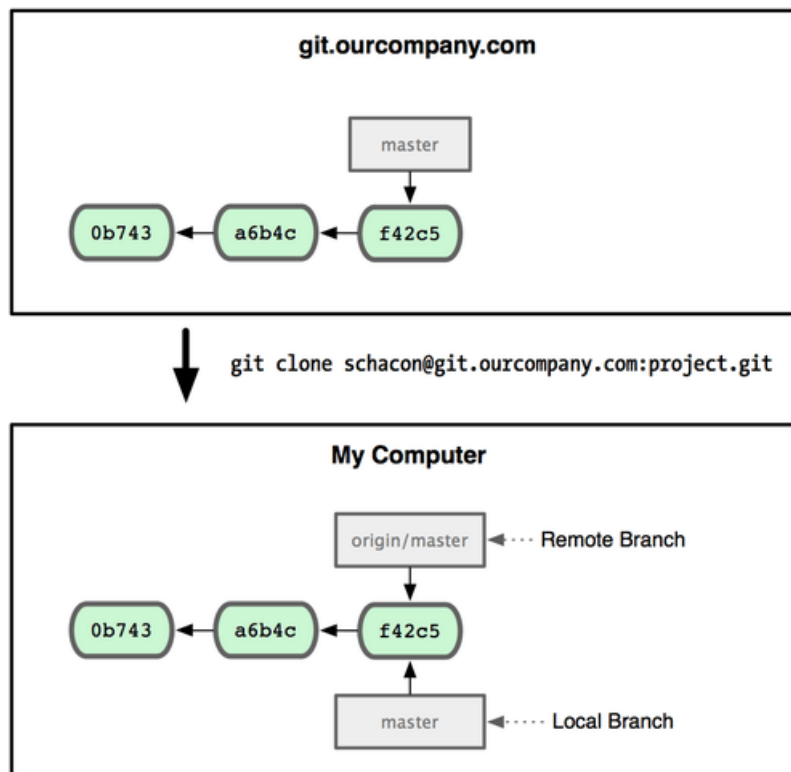 git.ourcompany.com
master
0b743 a6b4c f42c5
git clone schacon@git.ourcompany.com:project.git
My Computer
origin/master Remote Branch
0b743 a6b4c f42c5
master Local Branch